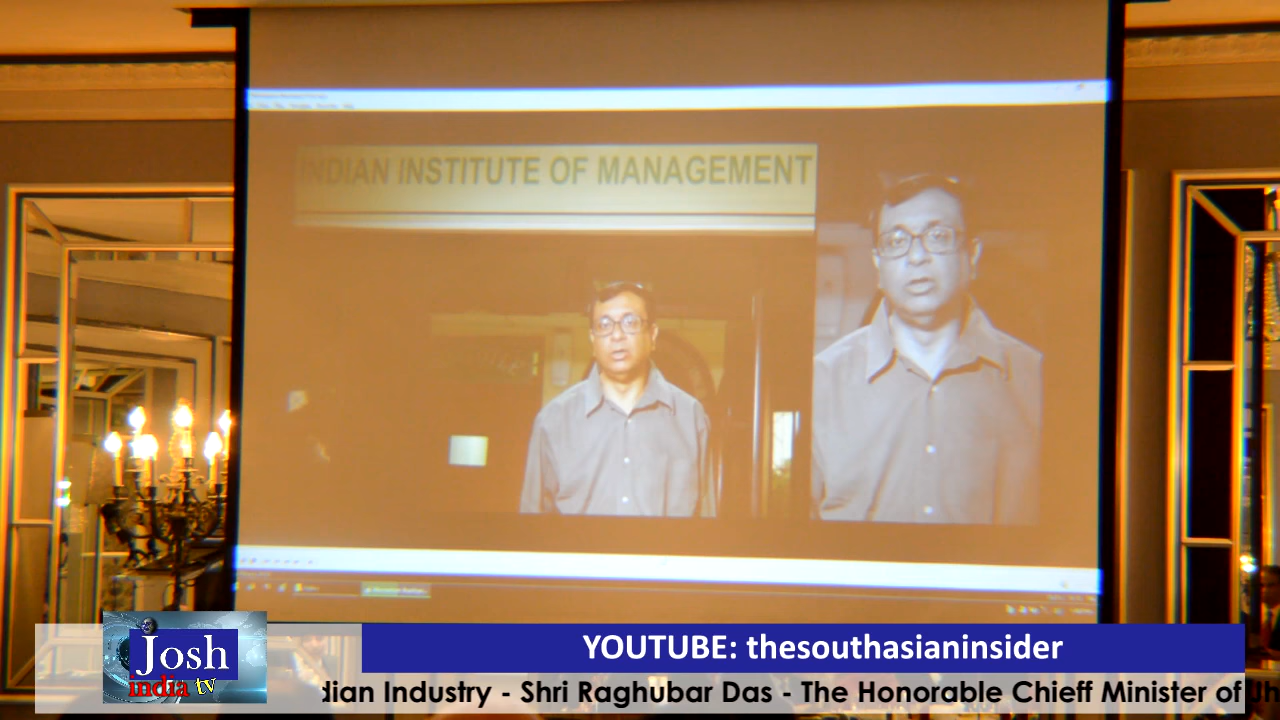 INDIAN INSTITUTE OF MANAGEMENT
Josh
india tv
YOUTUBE: thesouthasianinsider
dian Industry - Shri Raghubar Das - The Honorable Chieff Minister of Jh